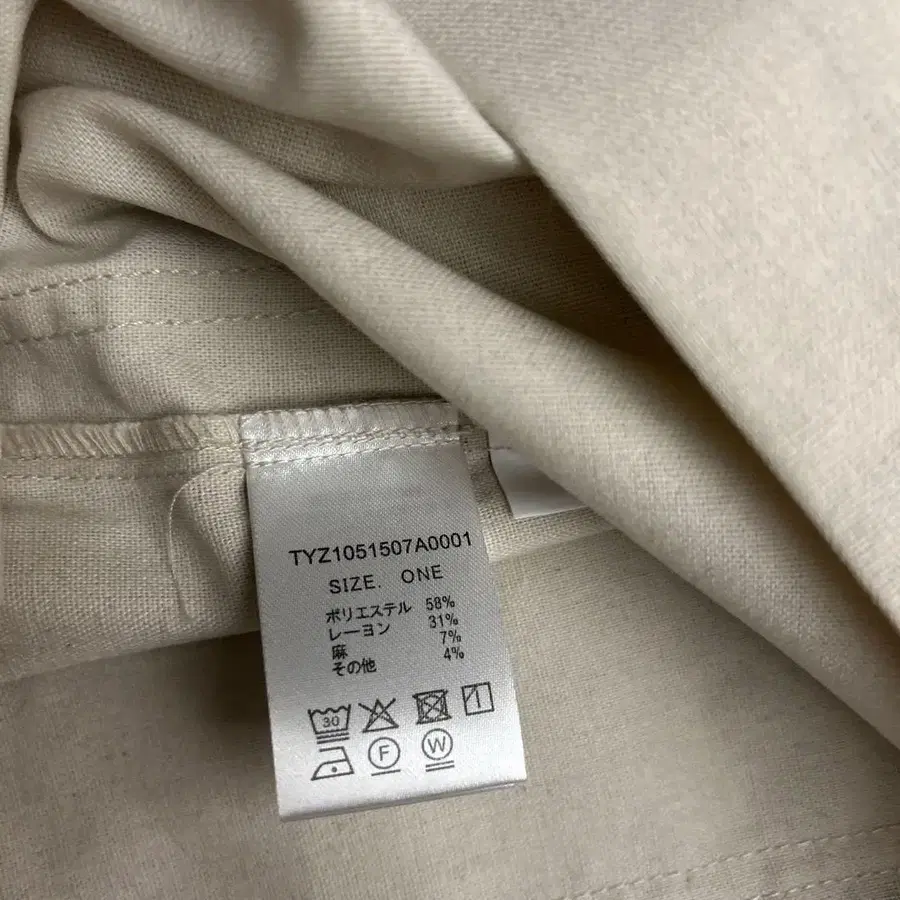 TYZ1051507A0001
SIZE. ONE
ポリエステル 58%
レーヨン 31%
麻 7%
その他 4%
30
F W